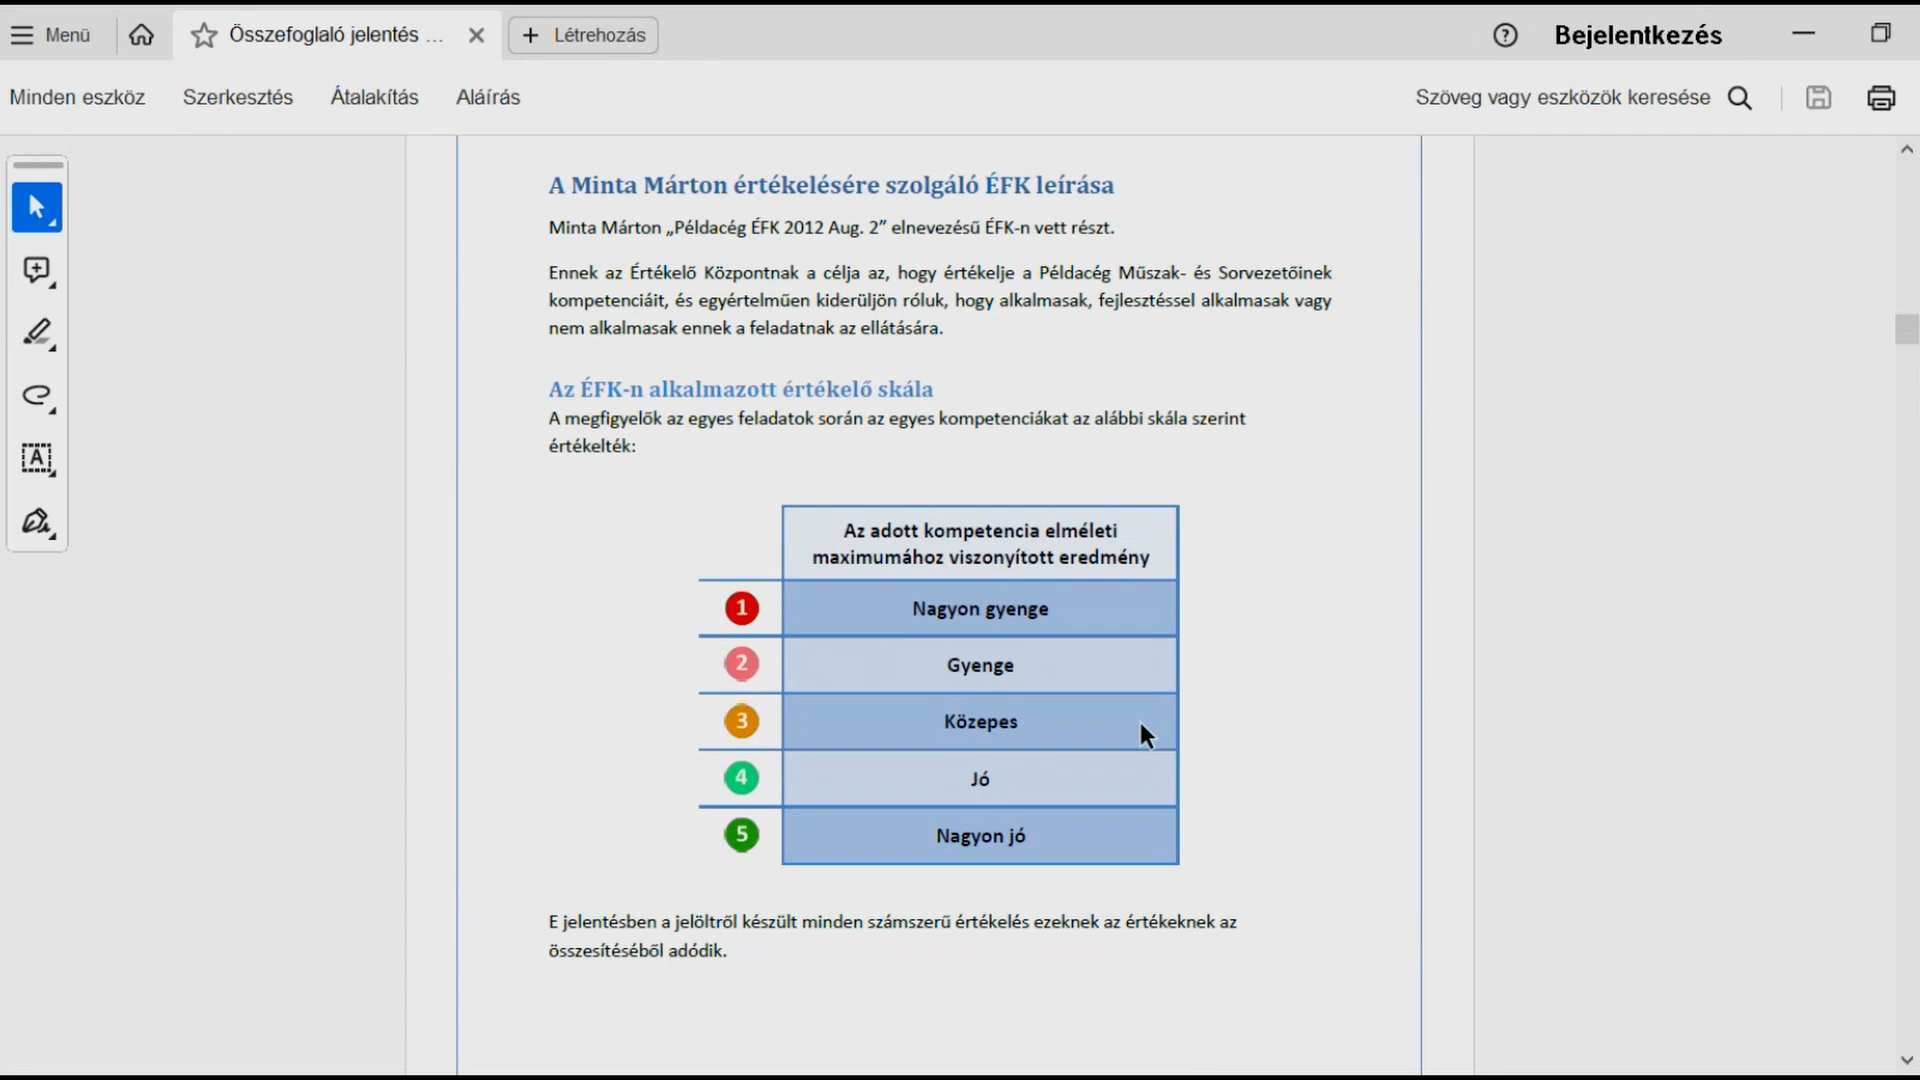 Menü
Összefoglaló jelentés ...
Létrehozás
Bejelentkezés
Minden eszköz
Szerkesztés
Átalakítás
Aláírás
Szöveg vagy eszközök keresése
A Minta Márton értékelésére szolgáló ÉFK leírása
Minta Márton „Példacég ÉFK 2012 Aug. 2” elnevezésű ÉFK-n vett részt.
Ennek az Értékelő Központnak a célja az, hogy értékelje a Példacég Műszak- és Sorvezetőinek
kompetenciáit, és egyértelműen kiderüljön róluk, hogy alkalmasak, fejlesztéssel alkalmasak vagy
nem alkalmasak ennek a feladatnak az ellátására.
Az ÉFK-n alkalmazott értékelő skála
A megfigyelők az egyes feladatok során az egyes kompetenciákat az alábbi skála szerint
értékelték:
Az adott kompetencia elméleti
maximumához viszonyított eredmény
1 Nagyon gyenge
2 Gyenge
3 Közepes
4 Jó
5 Nagyon jó
E jelentésben a jelöltről készült minden számszerű értékelés ezeknek az értékeknek az
összesítéséből adódik.